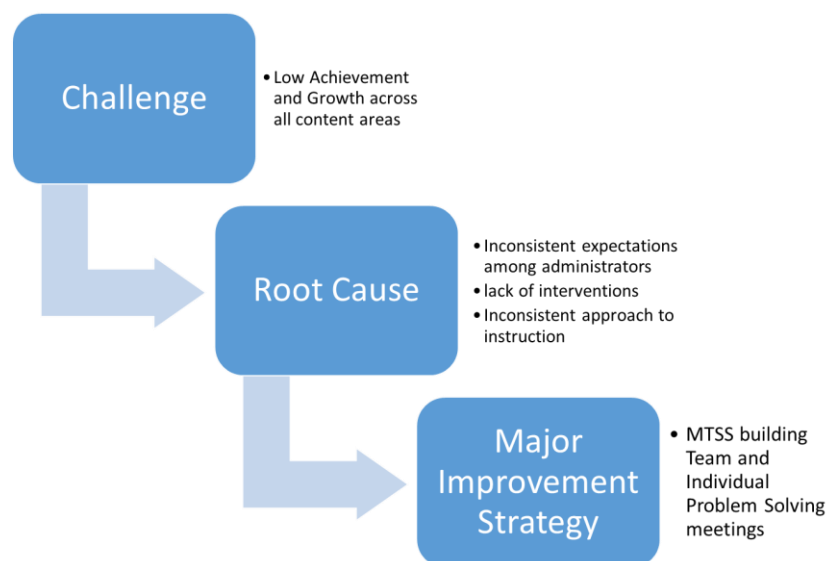 Challenge
• Low Achievement
and Growth across
all content areas
Root Cause
• Inconsistent expectations
among administrators
• lack of interventions
• Inconsistent approach to
instruction
Major
Improvement
Strategy
• MTSS building
Team and
Individual
Problem Solving
meetings